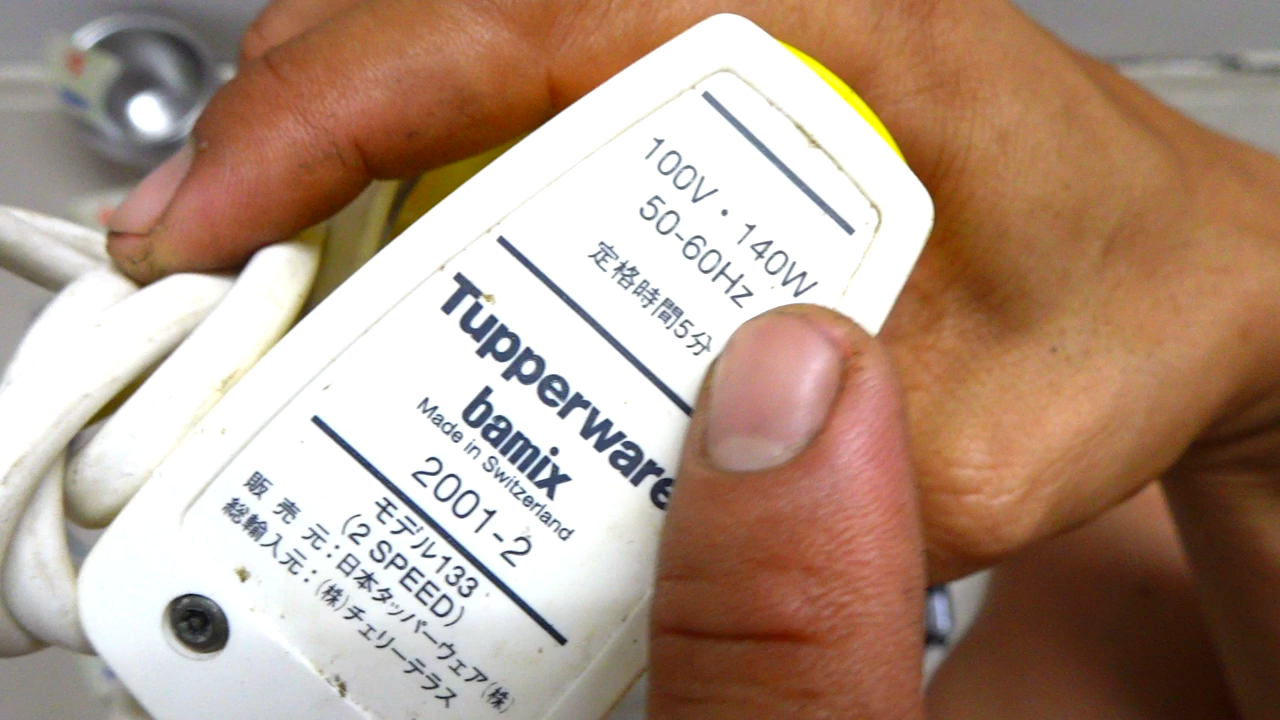 100V・140W
50-60Hz
定格時間5分
Tupperware
bamix
Made in Switzerland
2001-2
モデル133
(2 SPEED)
販売元:日本タッパーウェア(株)
総輸入元:(株)チェリーテラス